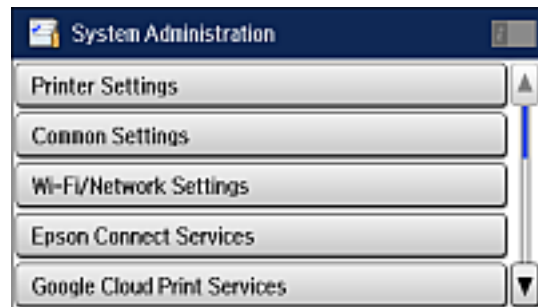 System Administration
Printer Settings
Common Settings
Wi-Fi/Network Settings
Epson Connect Services
Google Cloud Print Services